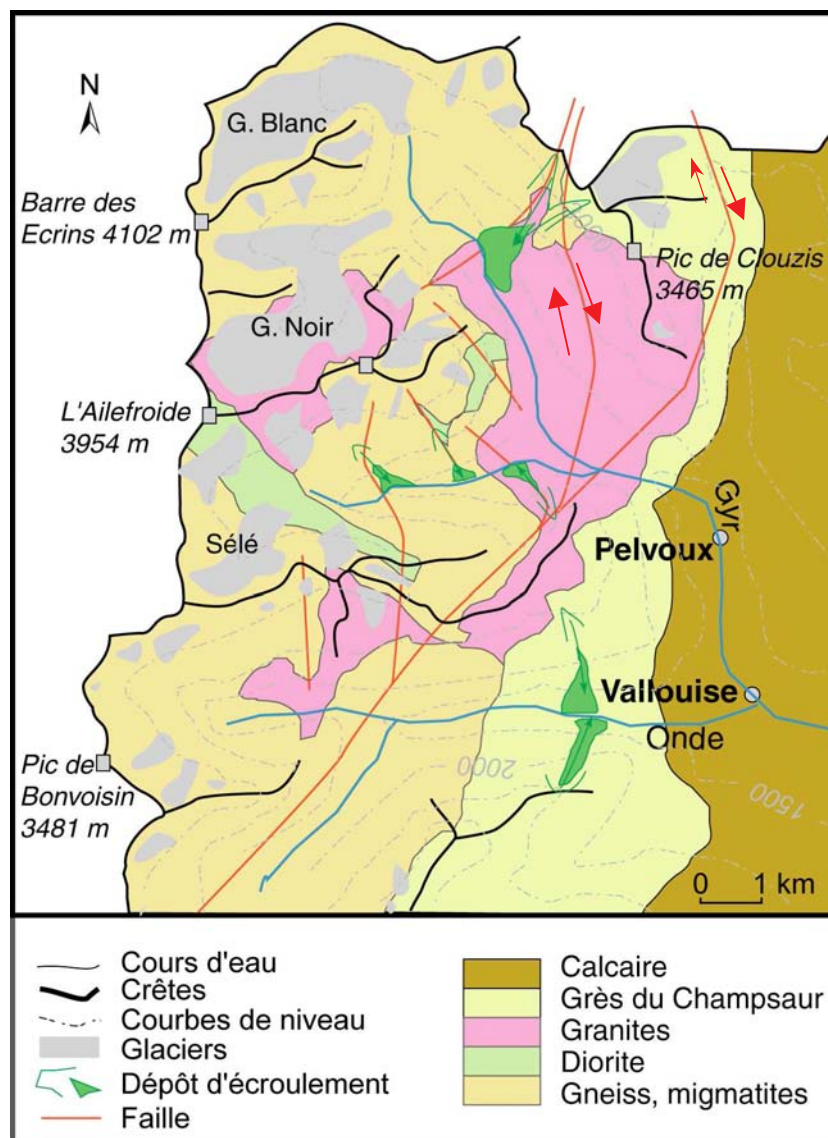 N
G. Blanc
Barre des
Ecrins 4102 m
Pic de Clouzis
3465 m
G. Noir
L'Ailefroide
3954 m
Gyr
Sélé
Pelvoux
Vallouise
Onde
2000
Pic de
Bonvoisin
3481 m
1500
0 1 km
Cours d'eau
Crêtes
Courbes de niveau
Glaciers
Dépôt d'écroulement
Faille
Calcaire
Grès du Champsaur
Granites
Diorite
Gneiss, migmatites